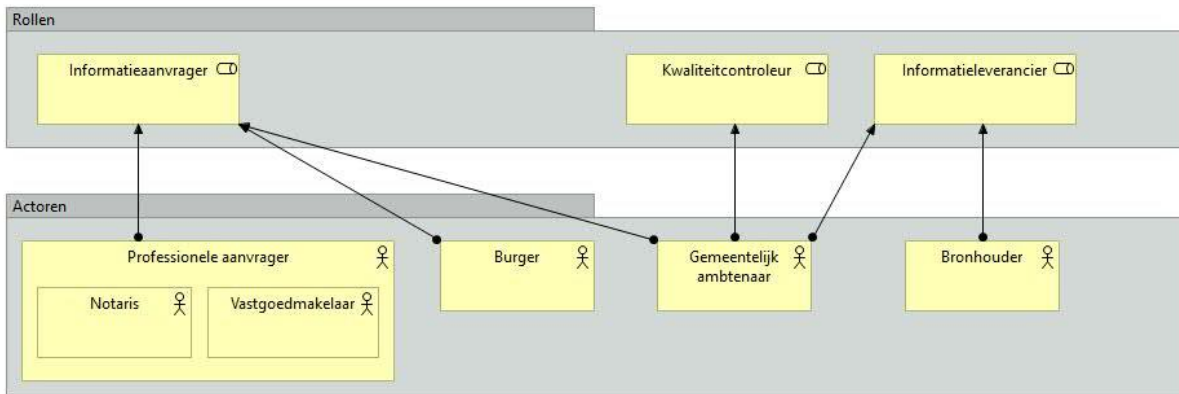 Rollen
Informatieaanvrager
Kwaliteitcontroleur
Informatieleverancier
Actoren
Professionele aanvrager
Notaris
Vastgoedmakelaar
Burger
Gemeentelijk
ambtenaar
Bronhouder